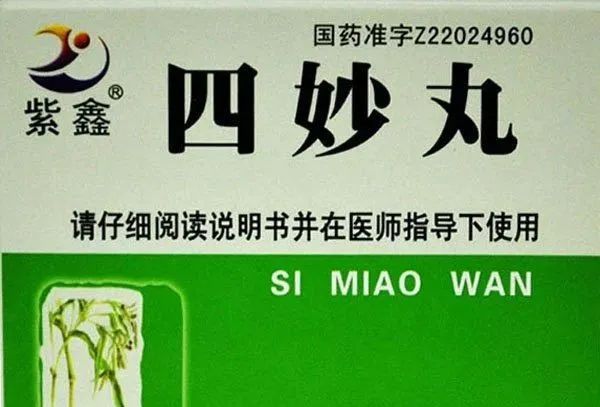 国药准字Z22024960
紫鑫®
四妙丸
请仔细阅读说明书并在医师指导下使用
SI MIAO WAN